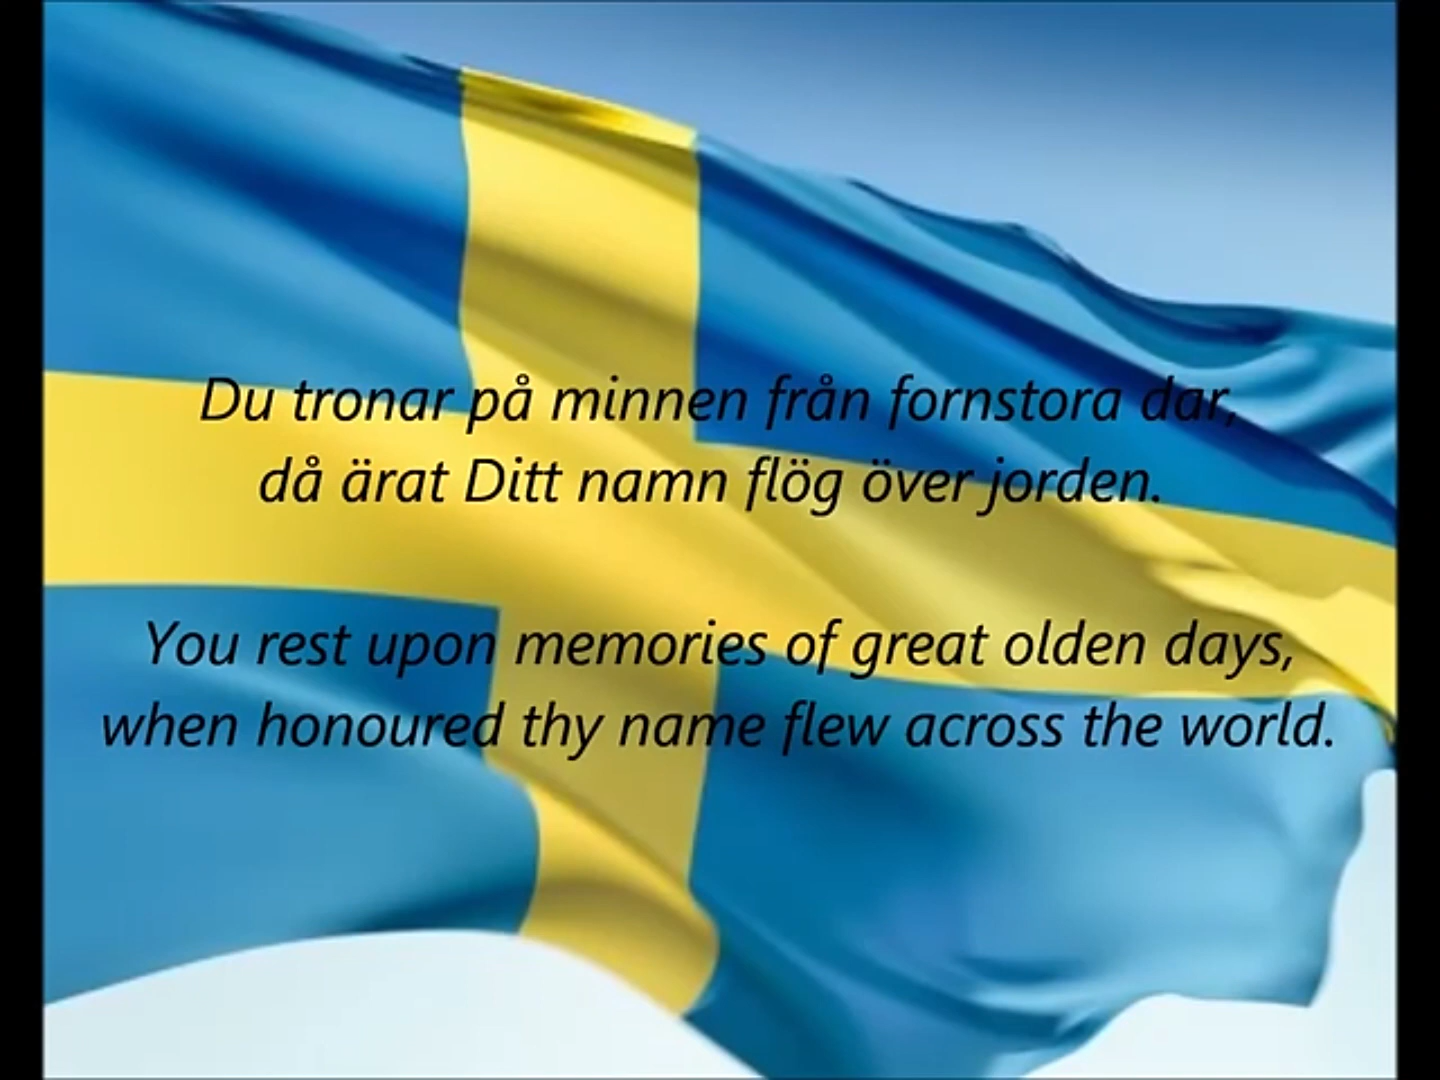 Du tronar på minnen från fornstora dar,
då ärat Ditt namn flög över jorden.
You rest upon memories of great olden days,
when honoured thy name flew across the world.